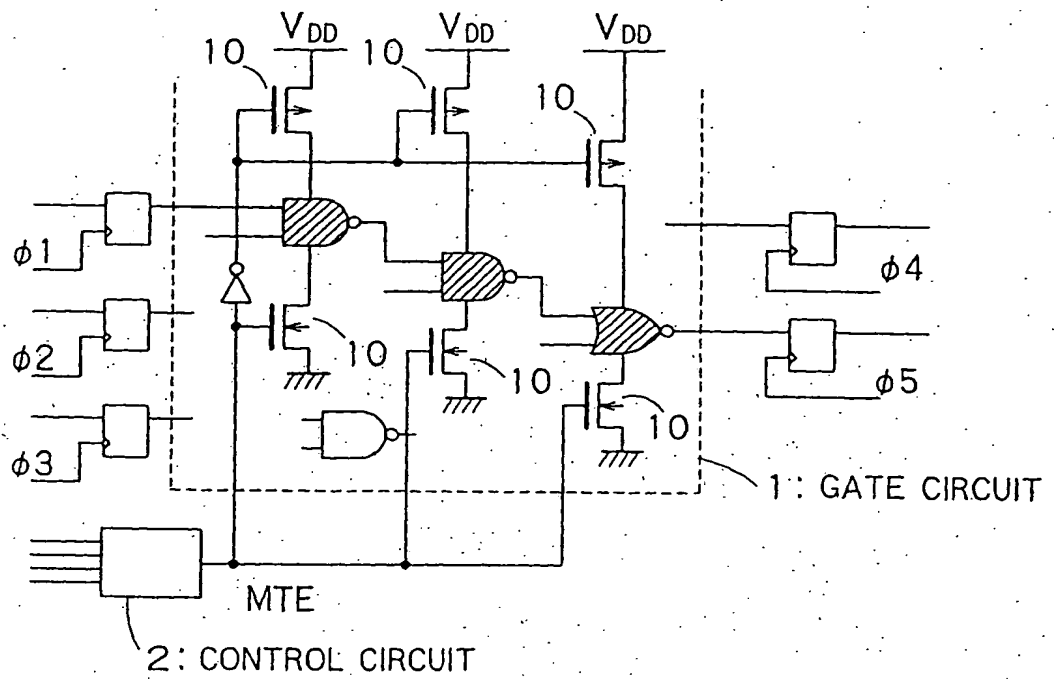 VDD VDD VDD
10 10 10
ϕ1
ϕ4
10
ϕ2
10
ϕ5
10
ϕ3
1: GATE CIRCUIT
MTE
2: CONTROL CIRCUIT